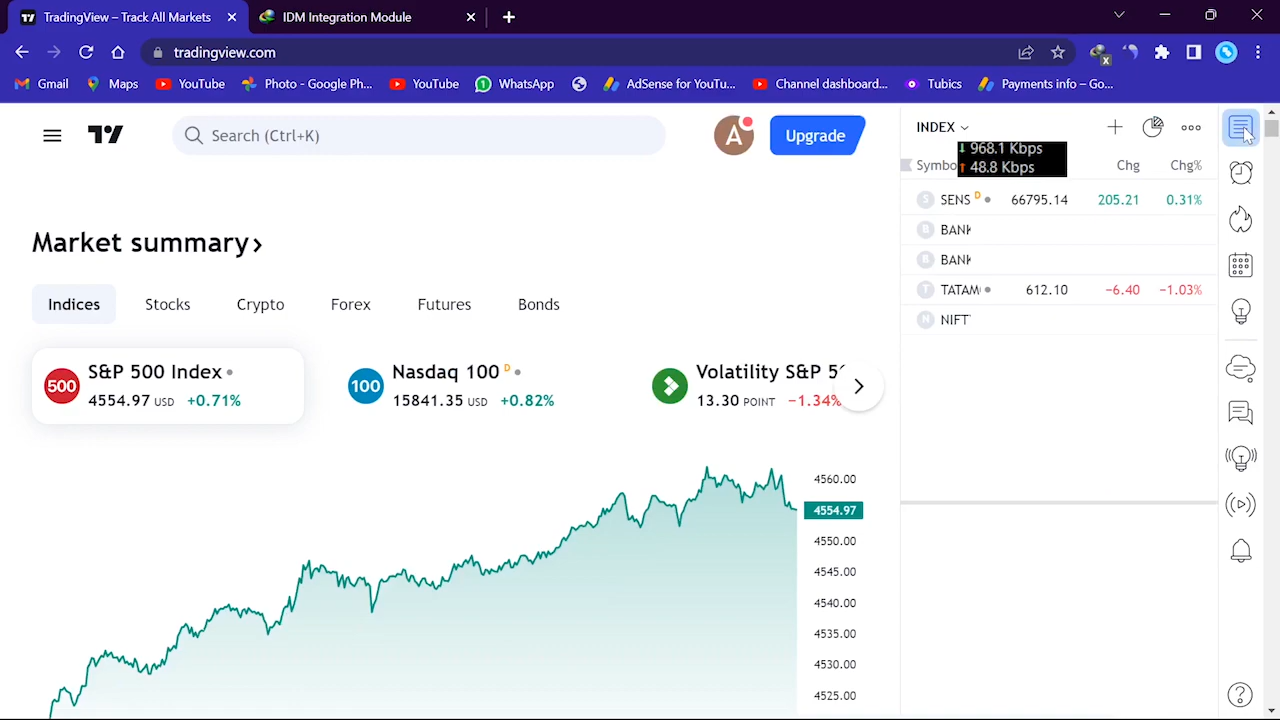 TradingView — Track All Markets
IDM Integration Module
tradingview.com
Gmail
Maps
YouTube
Photo - Google Ph...
YouTube
WhatsApp
AdSense for YouTu...
Channel dashboard...
Tubics
Payments info – Go...
Search (Ctrl+K)
A
Upgrade
INDEX
968.1 Kbps
48.8 Kbps
Symbo
Chg
Chg%
S SENS D 66795.14 205.21 0.31%
B BANK
B BANK
T TATAM 612.10 −6.40 −1.03%
N NIFT
Market summary
Indices
Stocks
Crypto
Forex
Futures
Bonds
500
S&P 500 Index
4554.97 USD +0.71%
100
Nasdaq 100 D
15841.35 USD +0.82%
Volatility S&P
13.30 POINT −1.34%
4560.00
4554.97
4550.00
4545.00
4540.00
4535.00
4530.00
4525.00